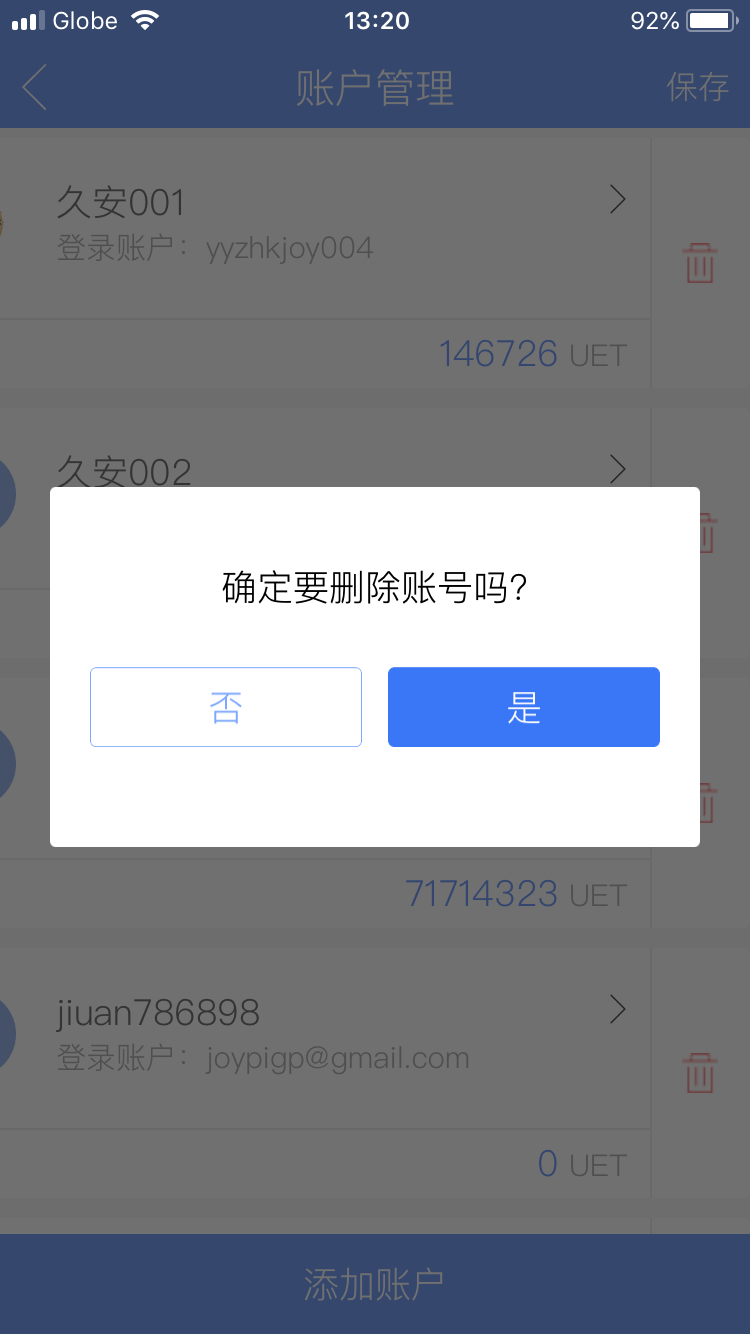 Globe 13:20 92%
账户管理 保存
久安001
登录账户：yyzhkjoy004
146726 UET
久安002
确定要删除账号吗?
否 是
71714323 UET
jiuan786898
登录账户：joypigp@gmail.com
0 UET
添加账户